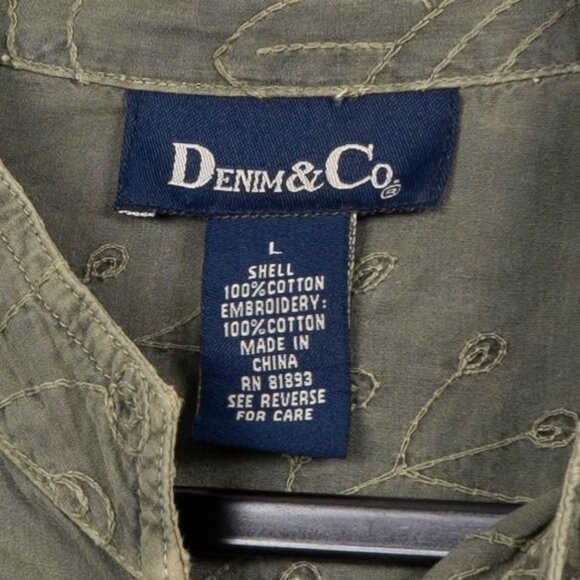 DENIM&CO.®
L
SHELL
100%COTTON
EMBROIDERY:
100%COTTON
MADE IN
CHINA
RN 81893
SEE REVERSE
FOR CARE